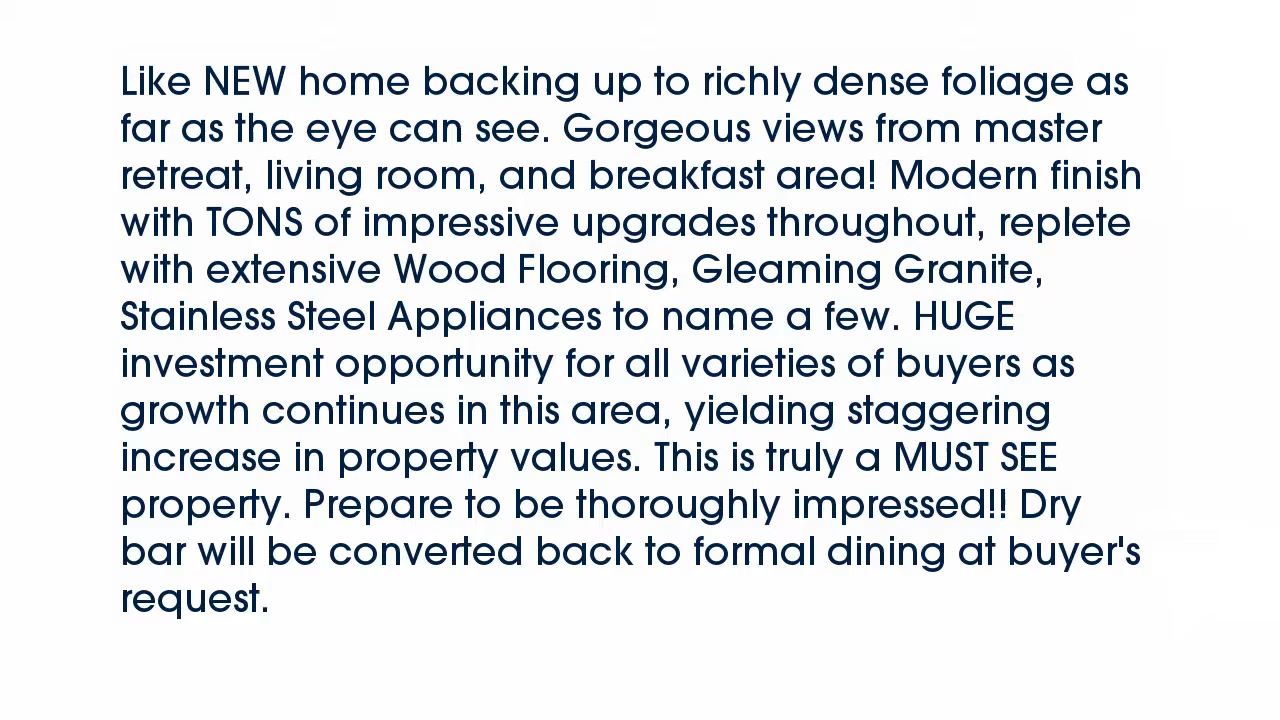 Like NEW home backing up to richly dense foliage as
far as the eye can see. Gorgeous views from master
retreat, living room, and breakfast area! Modern finish
with TONS of impressive upgrades throughout, replete
with extensive Wood Flooring, Gleaming Granite,
Stainless Steel Appliances to name a few. HUGE
investment opportunity for all varieties of buyers as
growth continues in this area, yielding staggering
increase in property values. This is truly a MUST SEE
property. Prepare to be thoroughly impressed!! Dry
bar will be converted back to formal dining at buyer's
request.